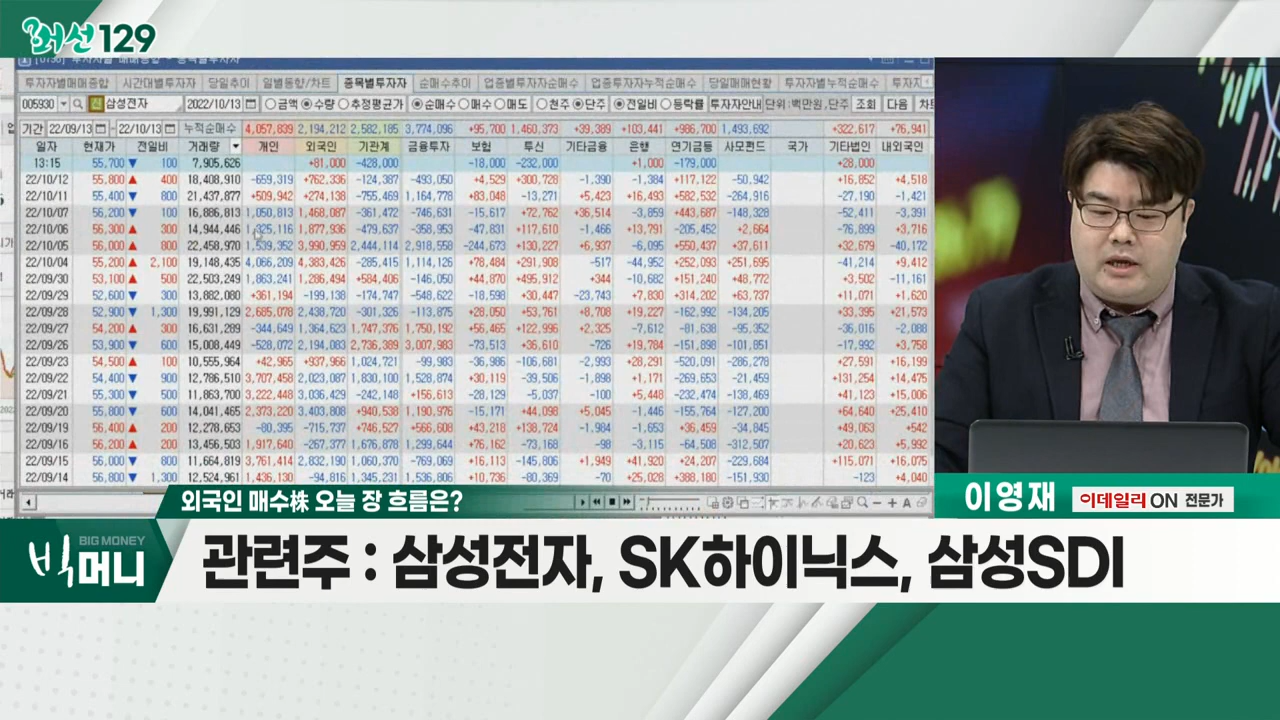 최선129
투자자별매매종합 시간대별투자자 당일추이 일별동향/차트 종목별투자자 순매수추이 업종별투자자순매수 업종투자자누적순매수 당일매매현황 투자자별누적순매수
005930 삼성전자 2022/10/13 금액 수량 추정평균가 순매수 매수 매도 천주 단주 전일비 등락률 투자자안내 단위:백만원,단주 조회 다음 차트
기간 22/09/13 - 22/10/13 누적순매수 4,057,839 2,194,212 2,582,185 3,774,096 +95,700 1,460,373 +39,389 +103,441 +986,700 1,493,692 +322,617 +76,941
일자 현재가 전일비 거래량 개인 외국인 기관계 금융투자 보험 투신 기타금융 은행 연기금등 사모펀드 국가 기타법인 내외국인
13:15 55,700 ▼ 100 7,905,626 +81,000 -428,000 -18,000 -232,000 +1,000 -179,000 +28,000
22/10/12 55,800 ▲ 400 18,408,910 -659,319 +762,336 -124,387 -493,050 +4,529 +300,728 -1,390 -1,384 +117,122 -50,942 +16,852 +4,518
22/10/11 55,400 ▼ 800 21,437,877 +509,942 +274,138 -755,469 1,164,778 +83,048 -13,271 +5,423 +16,493 +582,532 -264,916 -27,190 -1,421
22/10/07 56,200 ▼ 100 16,886,813 1,050,813 1,468,087 -361,472 -746,631 -15,617 +72,762 +36,514 -3,859 +443,687 -148,328 -52,411 -3,391
22/10/06 56,300 ▲ 300 14,944,446 1,325,116 1,877,936 -479,637 -358,953 -47,831 +117,610 -1,466 +13,791 -205,452 +2,664 -76,899 +3,716
22/10/05 56,000 ▲ 800 22,458,970 1,539,352 3,990,959 2,444,114 2,918,558 -244,673 +130,227 +6,937 -6,095 +550,437 +37,611 +32,679 -40,172
22/10/04 55,200 ▲ 2,100 19,148,435 4,066,209 4,383,426 -285,415 1,114,126 +78,484 +291,908 -517 -44,952 +252,093 +251,695 -41,214 +9,412
22/09/30 53,100 ▲ 500 22,503,249 1,863,241 1,286,494 +584,406 -146,050 +44,870 +495,912 +344 -10,682 +151,240 +48,772 +3,502 -11,161
22/09/29 52,600 ▼ 300 13,882,080 +361,194 -199,138 -174,747 -548,622 -18,598 +30,447 -23,743 +7,830 +314,202 +63,737 +11,071 +1,620
22/09/28 52,900 ▼ 1,300 19,991,129 2,685,078 2,438,720 -301,326 -113,875 +28,050 +53,761 +8,708 +19,227 -162,992 -134,205 +33,395 +21,573
22/09/27 54,200 ▲ 300 16,631,289 -344,649 1,364,623 1,747,376 1,750,192 +56,465 +122,996 +2,325 -7,612 -81,638 -95,352 -36,016 -2,088
22/09/26 53,900 ▼ 600 15,008,449 -528,072 2,194,083 2,736,389 3,007,983 -73,513 +36,610 -726 +19,784 -151,898 -101,851 -17,992 +3,758
22/09/23 54,500 ▲ 100 10,555,964 +42,965 +937,966 1,024,721 -99,983 -36,986 -106,681 -2,993 +28,291 -520,091 -286,278 +27,591 +16,199
22/09/22 54,400 ▼ 900 12,786,510 3,707,458 2,023,087 1,830,100 1,528,874 +30,119 -39,506 -1,898 +1,171 -269,653 -21,459 +131,254 +14,475
22/09/21 55,300 ▼ 500 11,863,700 3,222,448 3,036,429 -242,148 +156,613 -28,129 -5,037 -100 +5,448 -232,474 -138,469 +41,123 +15,006
22/09/20 55,800 ▼ 600 14,041,465 2,373,220 3,403,808 +940,538 1,190,976 -15,171 +44,098 +5,045 -1,446 -155,764 -127,200 +64,640 +25,410
22/09/19 56,400 ▲ 200 12,278,653 -80,395 -715,737 +746,527 +566,608 +43,218 +138,724 -1,984 -1,653 +36,459 -34,845 +49,063 +542
22/09/16 56,200 ▲ 200 13,456,503 1,917,640 -267,377 1,676,878 1,299,644 +76,162 -73,168 -98 -3,115 -64,508 -312,507 +20,623 +5,992
22/09/15 56,000 ▼ 800 11,664,819 3,761,414 2,832,190 1,060,370 -769,069 +16,113 -145,806 +1,949 +41,920 +24,207 -229,684 +115,071 +16,075
22/09/14 56,800 ▼ 1,300 12,524,961 1,436,130 -94,816 1,345,231 1,536,806 +10,736 -80,369 -70 +25,028 +388,180 -151,930 -123 +4,040
외국인 매수株 오늘 장 흐름은?
이영재 이데일리 ON 전문가
BIG MONEY
빅머니
관련주 : 삼성전자, SK하이닉스, 삼성SDI